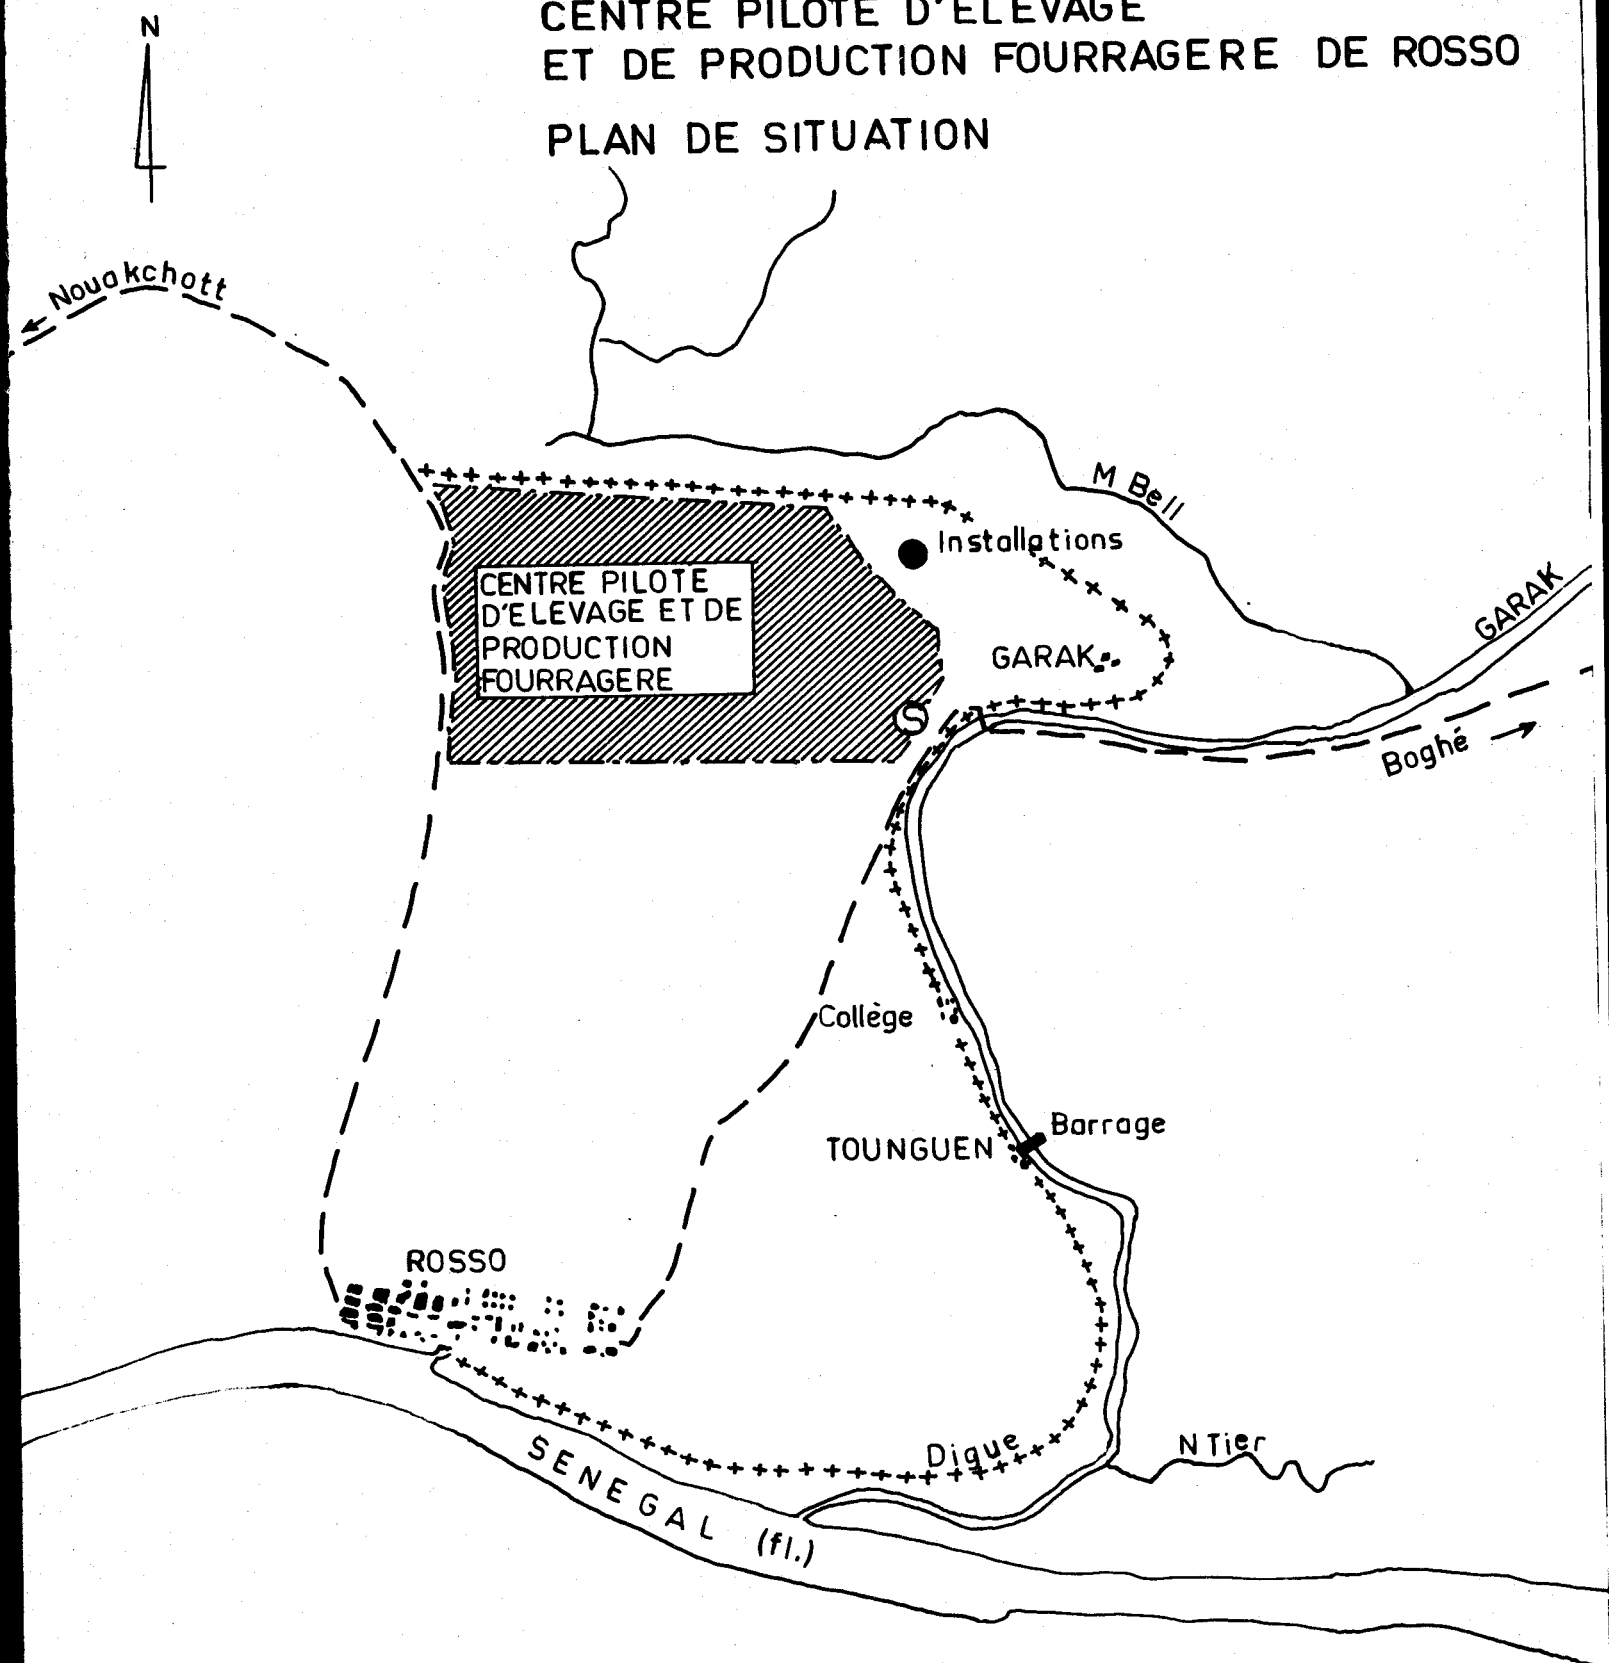 CENTRE PILOTE D'ELEVAGE
ET DE PRODUCTION FOURRAGERE DE ROSSO
PLAN DE SITUATION
N
Nouakchott
M Bell
Installations
CENTRE PILOTE
D'ELEVAGE ET DE
PRODUCTION
FOURRAGERE
GARAK
GARAK
S
Boghé
Collège
Barrage
TOUNGUEN
ROSSO
Digue
N Tier
SENEGAL (fl.)